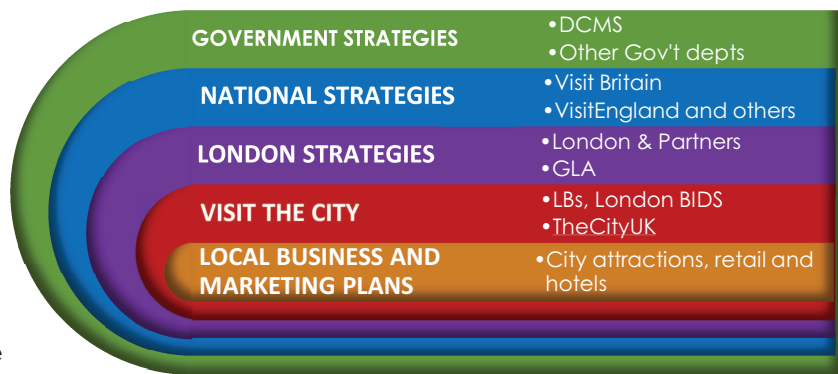 GOVERNMENT STRATEGIES
•DCMS
•Other Gov't depts
NATIONAL STRATEGIES
•Visit Britain
•VisitEngland and others
LONDON STRATEGIES
•London & Partners
•GLA
VISIT THE CITY
•LBs, London BIDS
•TheCityUK
LOCAL BUSINESS AND
MARKETING PLANS
•City attractions, retail and
hotels